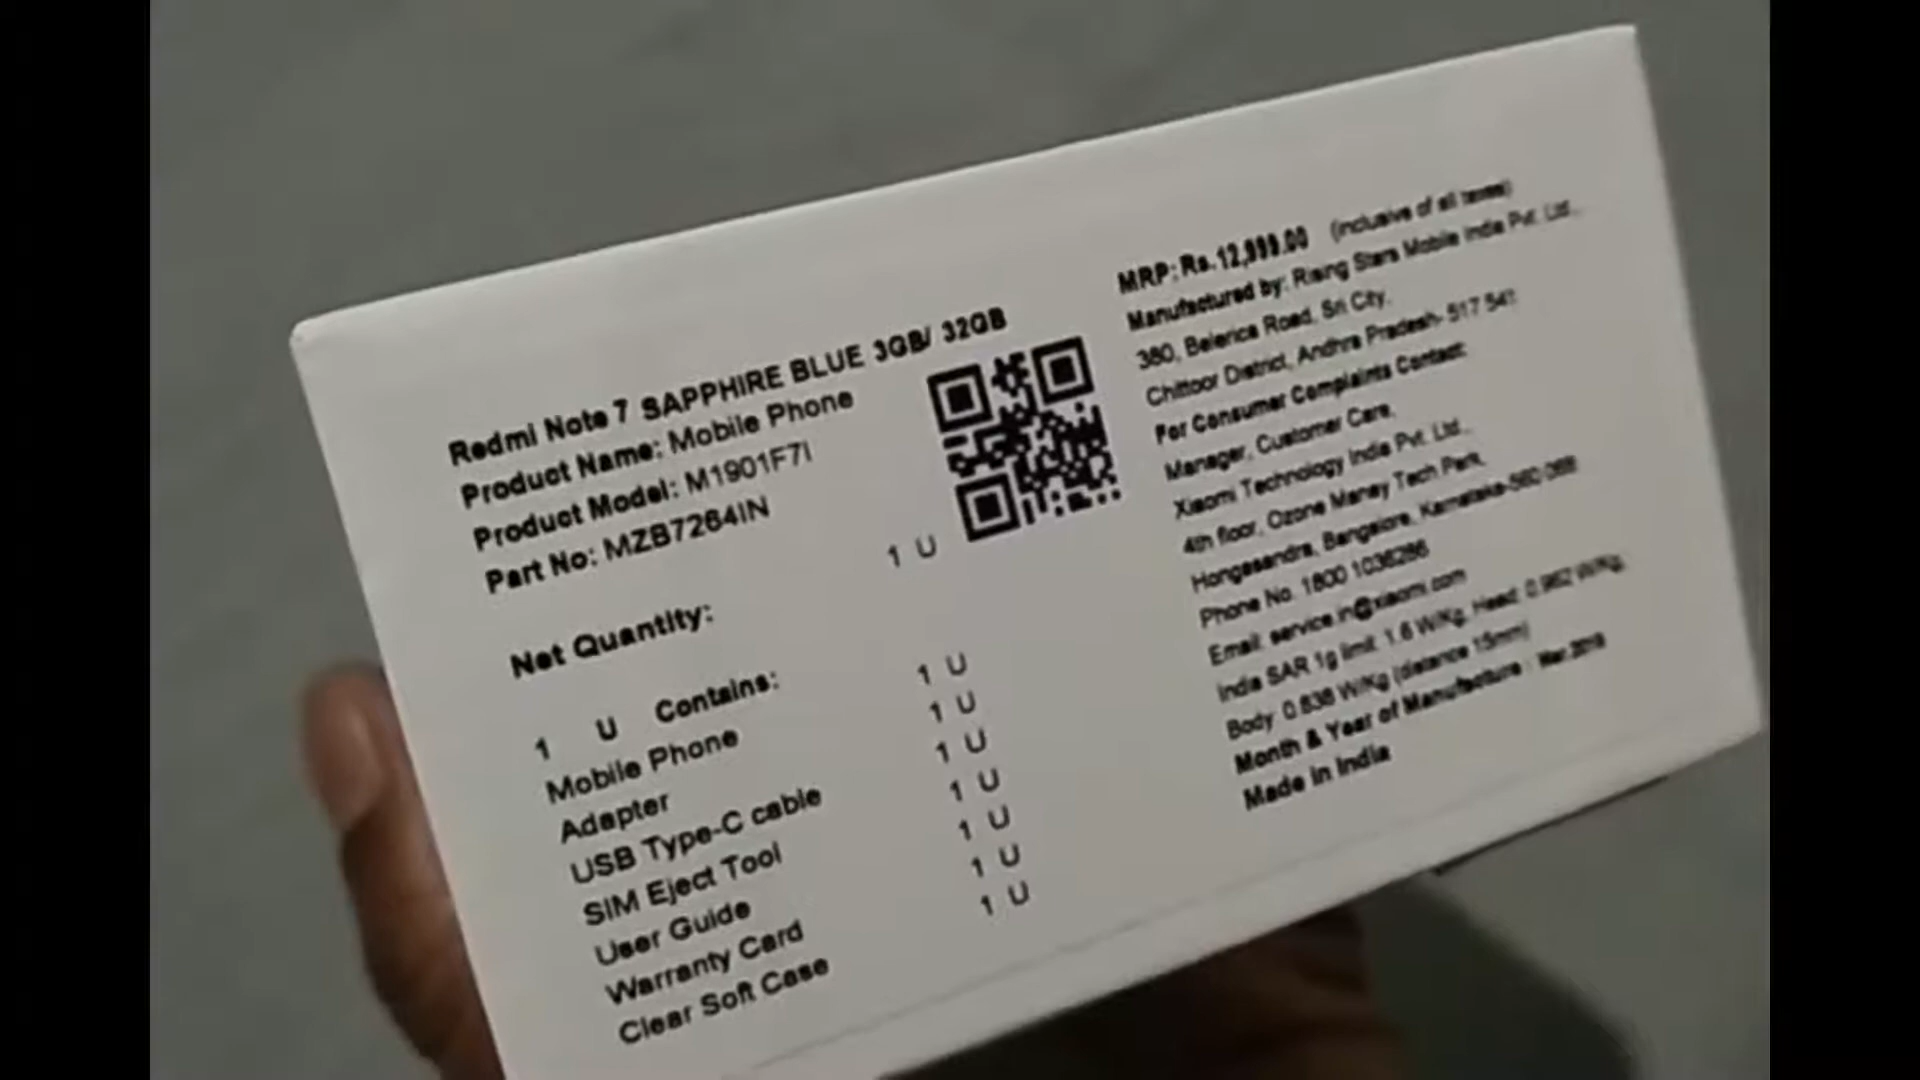 Redmi Note 7 SAPPHIRE BLUE 3GB/ 32GB
Product Name: Mobile Phone
Product Model: M1901F7I
Part No: MZB7264IN
Net Quantity: 1 U
1 U Contains:
Mobile Phone 1 U
Adapter 1 U
USB Type-C cable 1 U
SIM Eject Tool 1 U
User Guide 1 U
Warranty Card 1 U
Clear Soft Case 1 U
MRP: Rs. 12,999.00 (inclusive of all taxes)
Manufactured by: Rising Stars Mobile India Pvt. Ltd.,
380, Belerica Road, Sri City,
Chittoor District, Andhra Pradesh- 517 541
For Consumer Complaints Contact:
Manager, Customer Care,
Xiaomi Technology India Pvt. Ltd.,
4th floor, Ozone Manay Tech Park,
Hongasandra, Bangalore, Karnataka-560 068
Phone No. 1800 1036286
Email: service.in@xiaomi.com
India SAR 1g limit: 1.6 W/Kg, Head: 0.962 W/Kg,
Body: 0.838 W/Kg (distance 15mm)
Month & Year of Manufacture : Mar.2019
Made in India